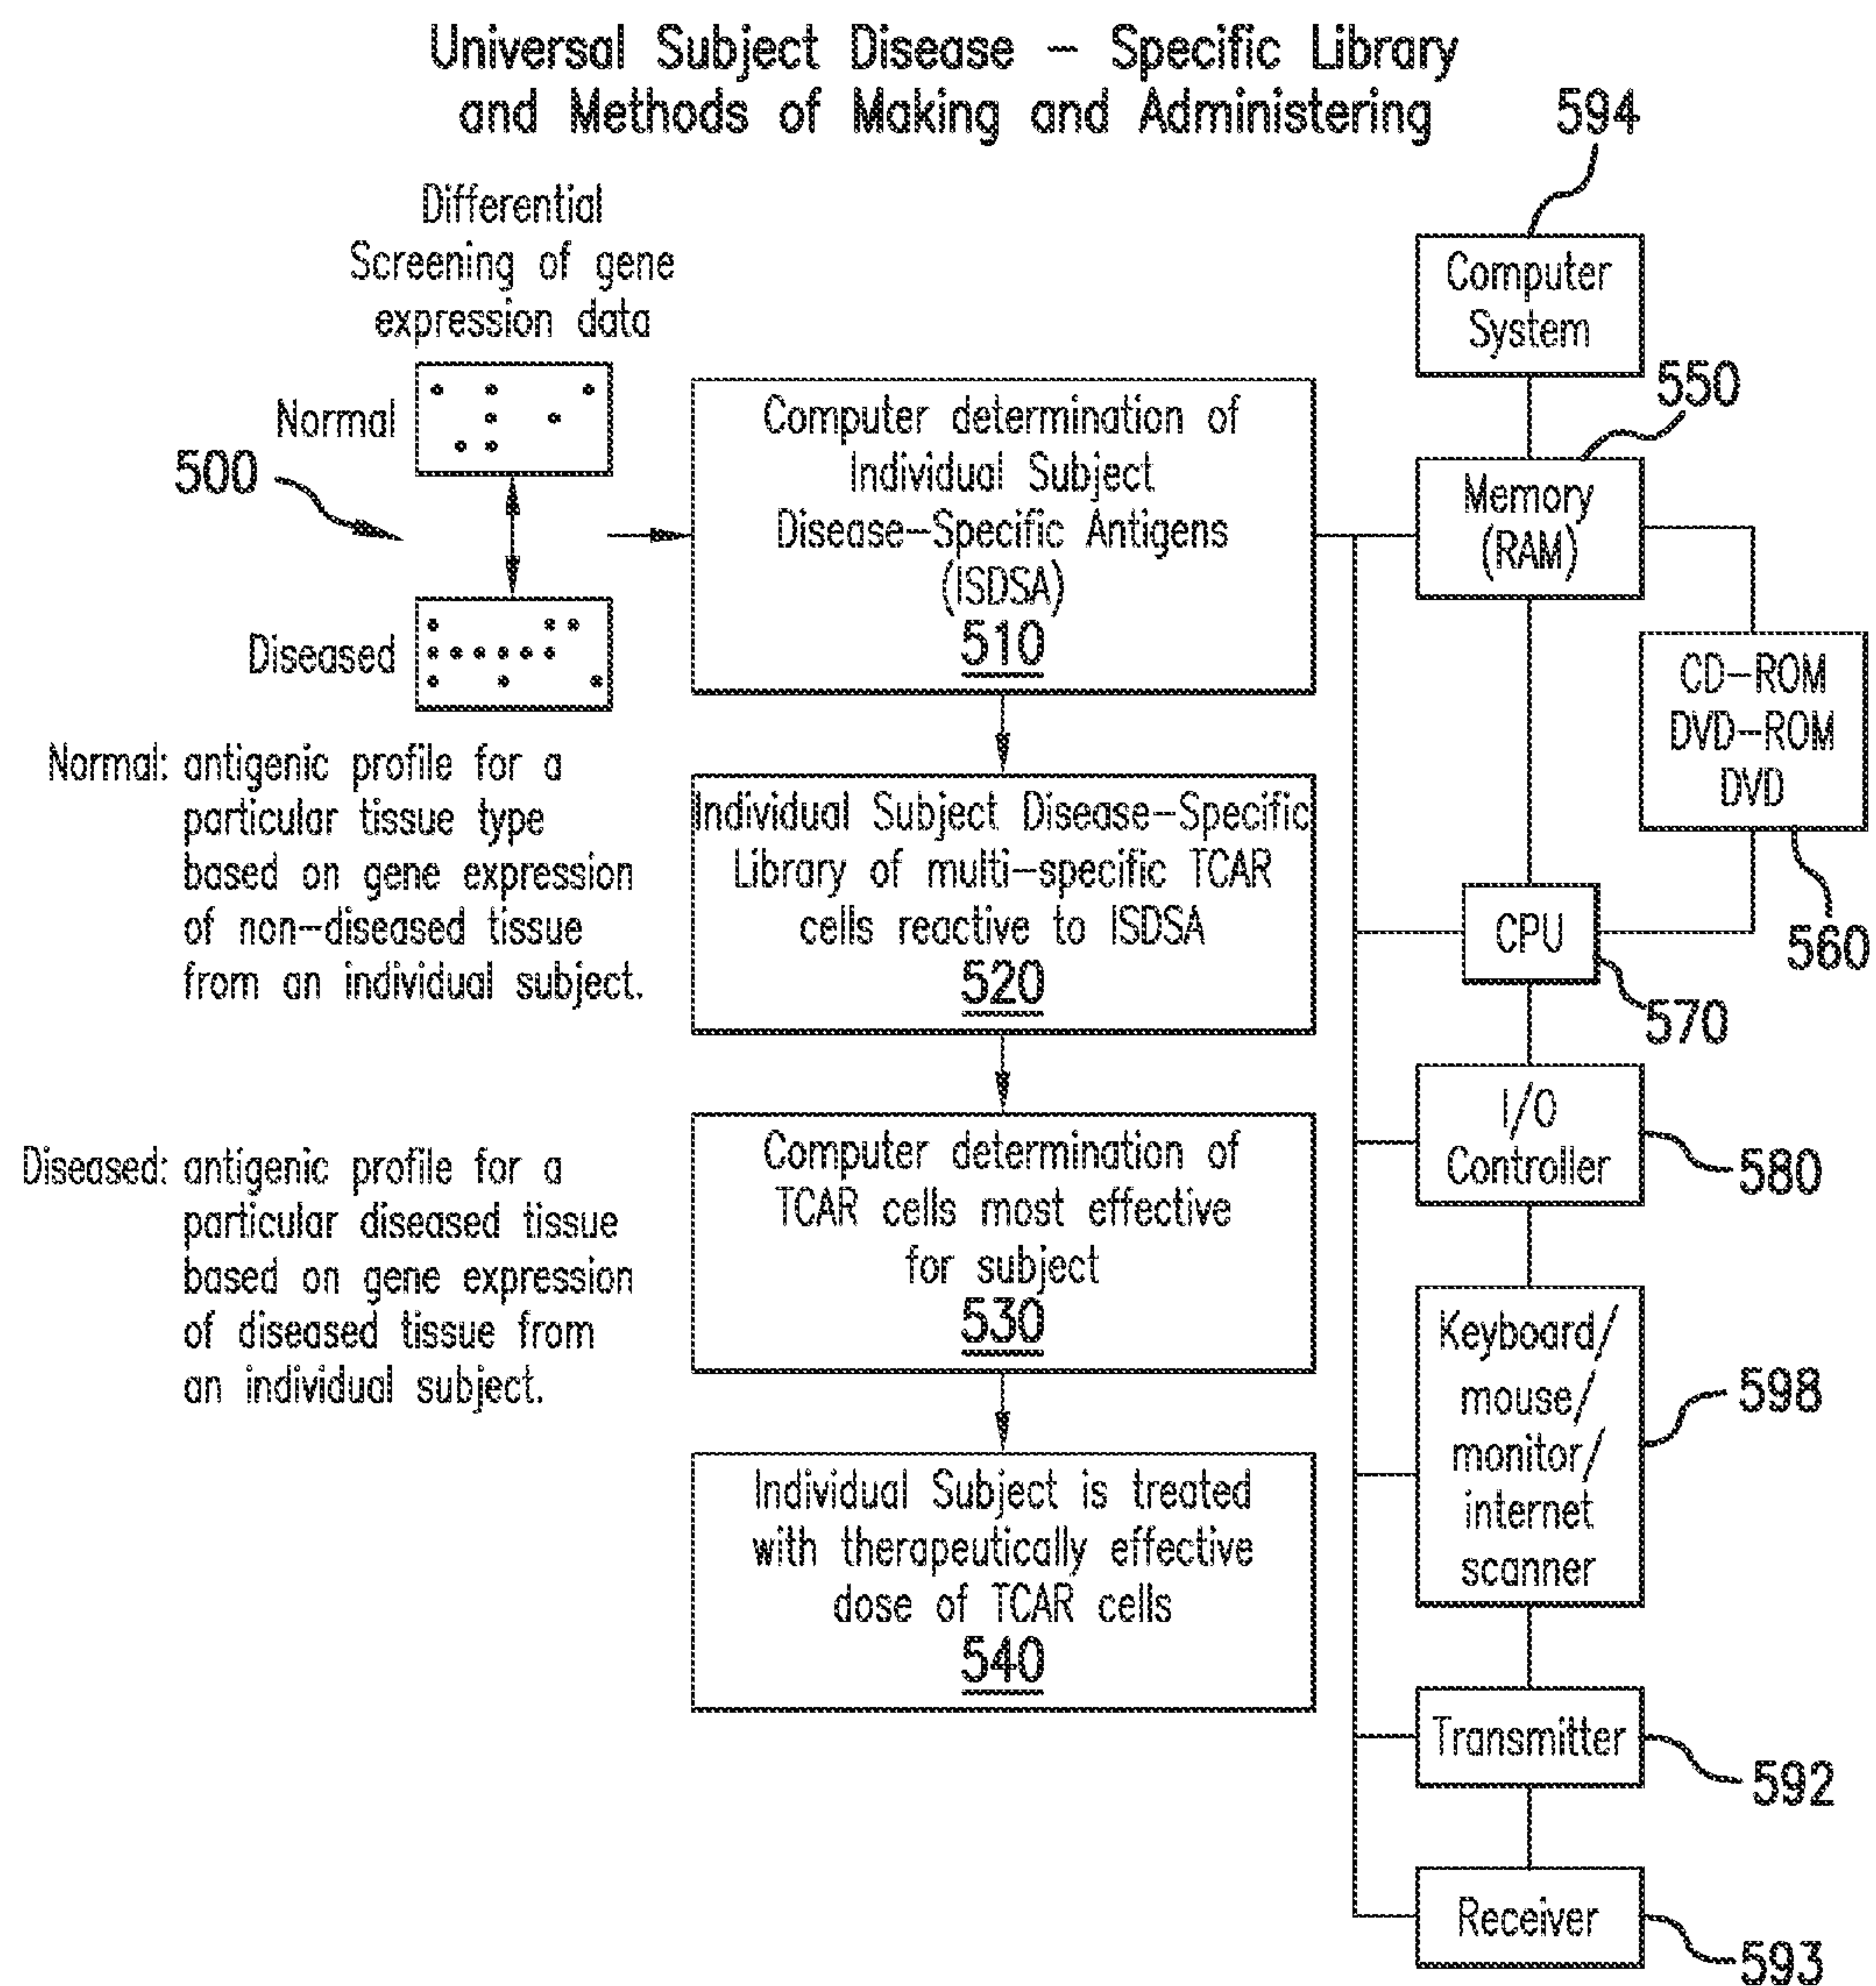 Universal Subject Disease – Specific Library
and Methods of Making and Administering
Differential
Screening of gene
expression data
Normal
500
Diseased
Normal: antigenic profile for a
particular tissue type
based on gene expression
of non–diseased tissue
from an individual subject.
Diseased: antigenic profile for a
particular diseased tissue
based on gene expression
of diseased tissue from
an individual subject.
Computer determination of
Individual Subject
Disease–Specific Antigens
(ISDSA)
510
Individual Subject Disease–Specific
Library of multi–specific TCAR
cells reactive to ISDSA
520
Computer determination of
TCAR cells most effective
for subject
530
Individual Subject is treated
with therapeutically effective
dose of TCAR cells
540
594
Computer
System
550
Memory
(RAM)
CD–ROM
DVD–ROM
DVD
560
CPU
570
I/O
Controller
580
Keyboard/
mouse/
monitor/
internet
scanner
598
Transmitter
592
Receiver
593